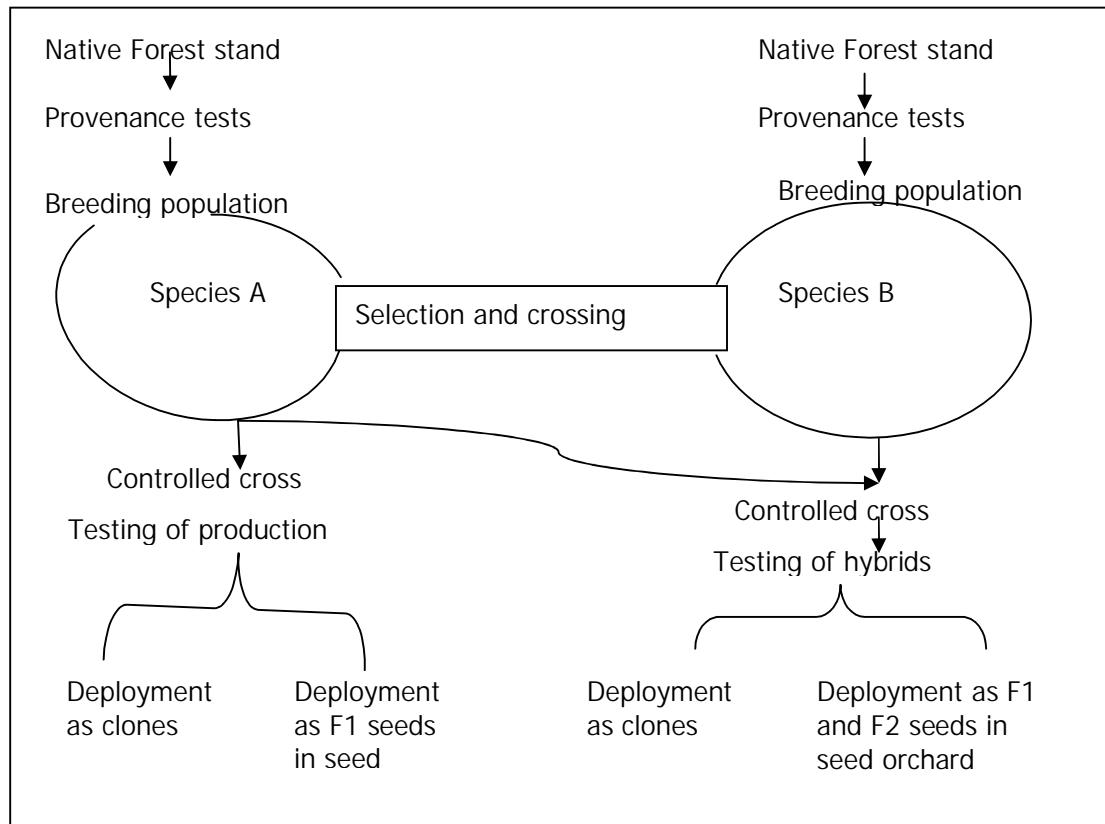 Native Forest stand
Native Forest stand
Provenance tests
Provenance tests
Breeding population
Breeding population
Species A
Species B
Selection and crossing
Controlled cross
Controlled cross
Testing of production
Testing of hybrids
Deployment
as clones
Deployment
as F1 seeds
in seed
Deployment
as clones
Deployment as F1
and F2 seeds in
seed orchard